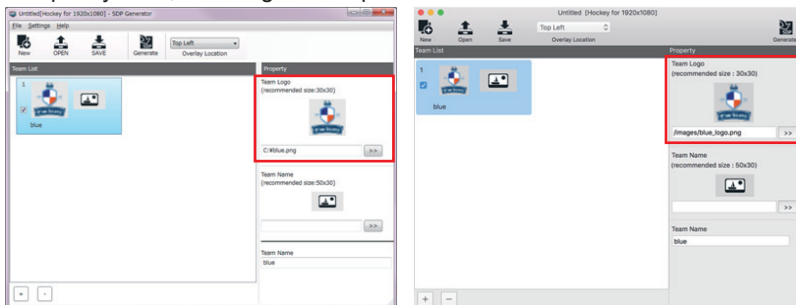 Untitled[Hockey for 1920x1080] - SDP Generator
File Settings Help
New
OPEN
SAVE
Generate
Top Left
Overlay Location
Team List
Property
1
blue
Team Logo
(recommended size:30x30)
C:¥blue.png
>>
Team Name
(recommended size:50x30)
>>
Team Name
blue
+
-
Untitled [Hockey for 1920x1080]
New
Open
Save
Top Left
Overlay Location
Generate
Team List
Property
1
blue
Team Logo
(recommended size : 30x30)
/images/blue_logo.png
>>
Team Name
(recommended size : 50x30)
>>
Team Name
blue
+
-